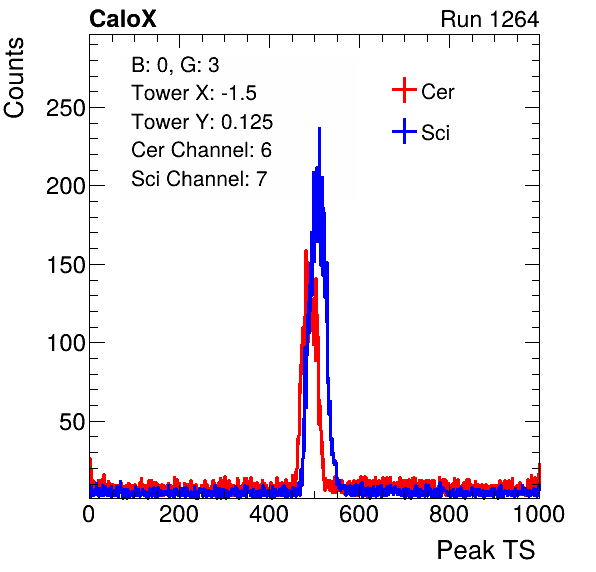 CaloX
Run 1264
Counts
B: 0, G: 3
Tower X: -1.5
Tower Y: 0.125
Cer Channel: 6
Sci Channel: 7
Cer
Sci
250
200
150
100
50
0 200 400 600 800 1000
Peak TS